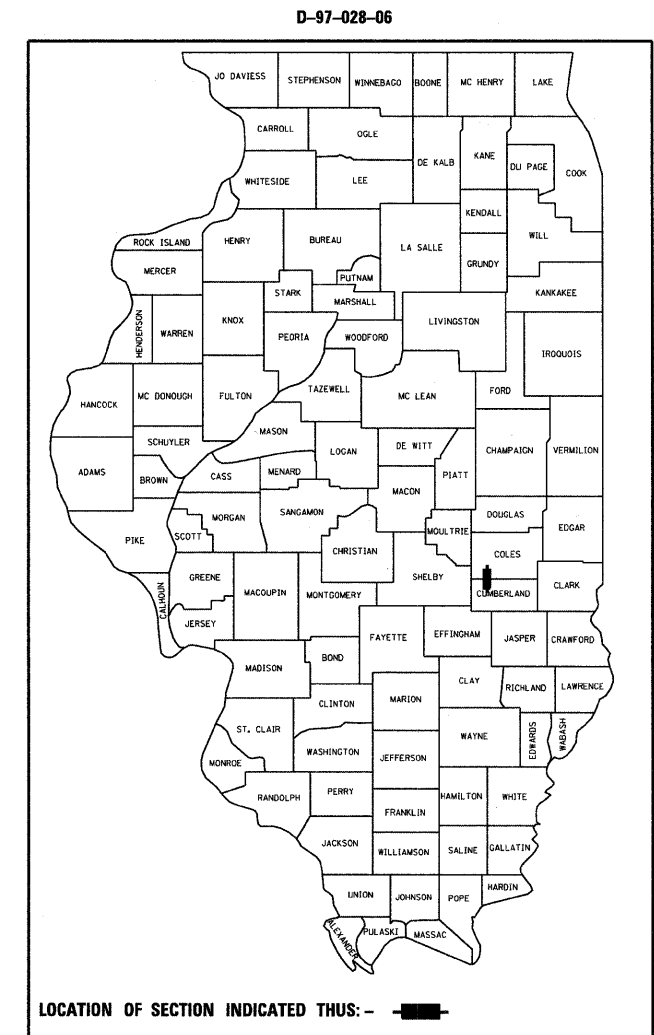 D-97-028-06
JO DAVIESS
STEPHENSON
WINNEBAGO
BOONE
MC HENRY
LAKE
CARROLL
OGLE
DE KALB
KANE
DU PAGE
COOK
WHITESIDE
LEE
KENDALL
WILL
ROCK ISLAND
HENRY
BUREAU
LA SALLE
GRUNDY
MERCER
PUTNAM
STARK
MARSHALL
KANKAKEE
HENDERSON
WARREN
KNOX
PEORIA
WOODFORD
LIVINGSTON
IROQUOIS
HANCOCK
MC DONOUGH
FULTON
TAZEWELL
MC LEAN
FORD
SCHUYLER
MASON
LOGAN
DE WITT
CHAMPAIGN
VERMILION
ADAMS
BROWN
CASS
MENARD
MACON
PIATT
PIKE
SCOTT
MORGAN
SANGAMON
CHRISTIAN
MOULTRIE
DOUGLAS
EDGAR
COLES
SHELBY
CALHOUN
GREENE
MACOUPIN
MONTGOMERY
CUMBERLAND
CLARK
JERSEY
FAYETTE
EFFINGHAM
JASPER
CRAWFORD
MADISON
BOND
CLAY
RICHLAND
LAWRENCE
CLINTON
MARION
ST. CLAIR
WAYNE
EDWARDS
WABASH
MONROE
WASHINGTON
JEFFERSON
RANDOLPH
PERRY
FRANKLIN
HAMILTON
WHITE
JACKSON
WILLIAMSON
SALINE
GALLATIN
UNION
JOHNSON
POPE
HARDIN
ALEXANDER
PULASKI
MASSAC
LOCATION OF SECTION INDICATED THUS: -